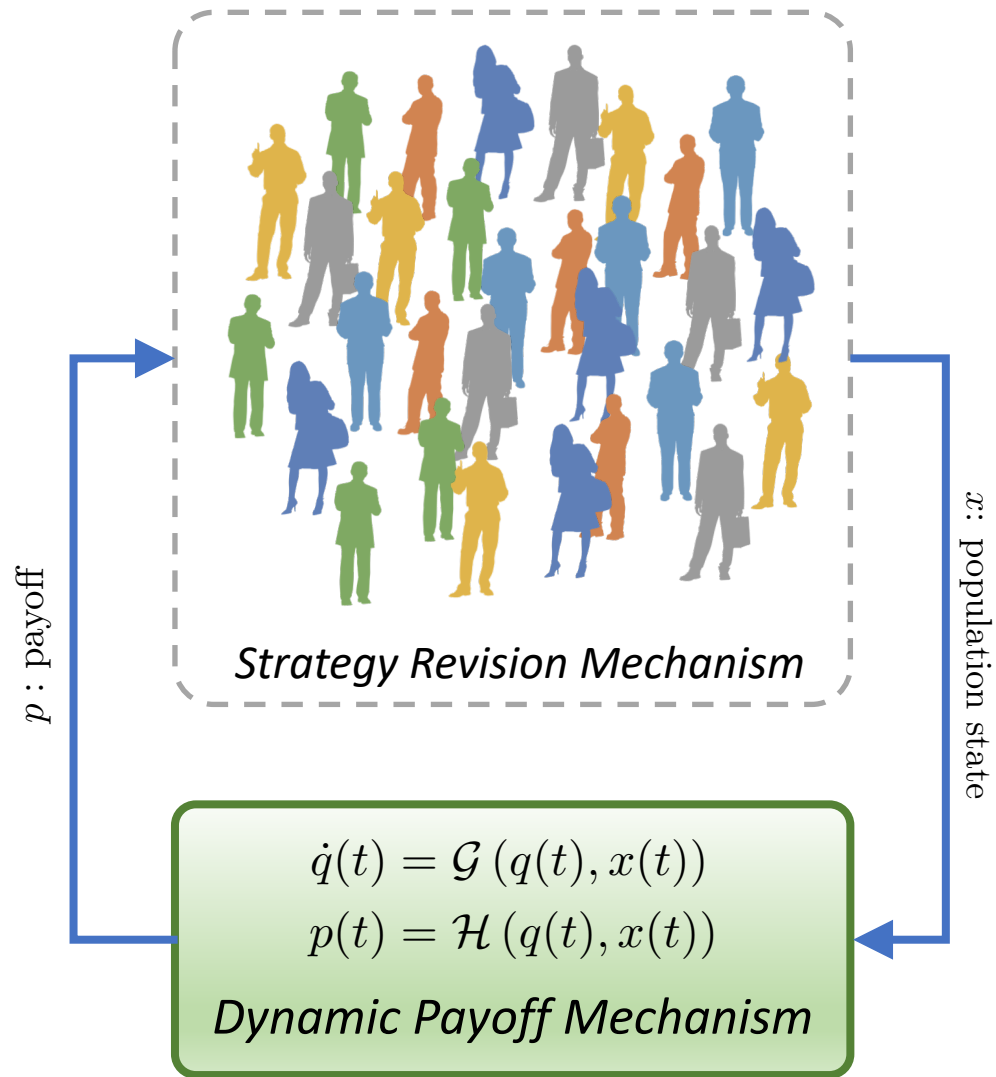 Strategy Revision Mechanism
p : payoff
x: population state
q̇(t) = 𝒢 (q(t), x(t))
p(t) = ℋ (q(t), x(t))
Dynamic Payoff Mechanism